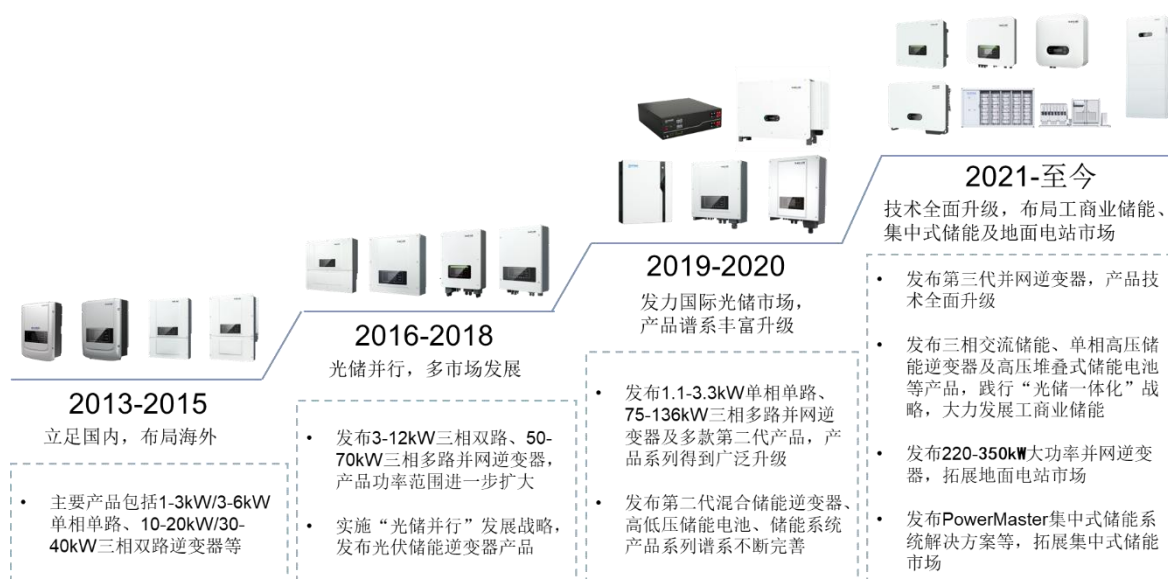 2013-2015
立足国内，布局海外
• 主要产品包括1-3kW/3-6kW
单相单路、10-20kW/30-
40kW三相双路逆变器等
2016-2018
光储并行，多市场发展
• 发布3-12kW三相双路、50-
70kW三相多路并网逆变器，
产品功率范围进一步扩大
• 实施“光储并行”发展战略，
发布光伏储能逆变器产品
2019-2020
发力国际光储市场，
产品谱系丰富升级
• 发布1.1-3.3kW单相单路、
75-136kW三相多路并网逆
变器及多款第二代产品，产
品系列得到广泛升级
• 发布第二代混合储能逆变器、
高低压储能电池、储能系统
产品系列谱系不断完善
2021-至今
技术全面升级，布局工商业储能、
集中式储能及地面电站市场
• 发布第三代并网逆变器，产品技
术全面升级
• 发布三相交流储能、单相高压储
能逆变器及高压堆叠式储能电池
等产品，践行“光储一体化”战
略，大力发展工商业储能
• 发布220-350kW大功率并网逆变
器，拓展地面电站市场
• 发布PowerMaster集中式储能系
统解决方案等，拓展集中式储能
市场